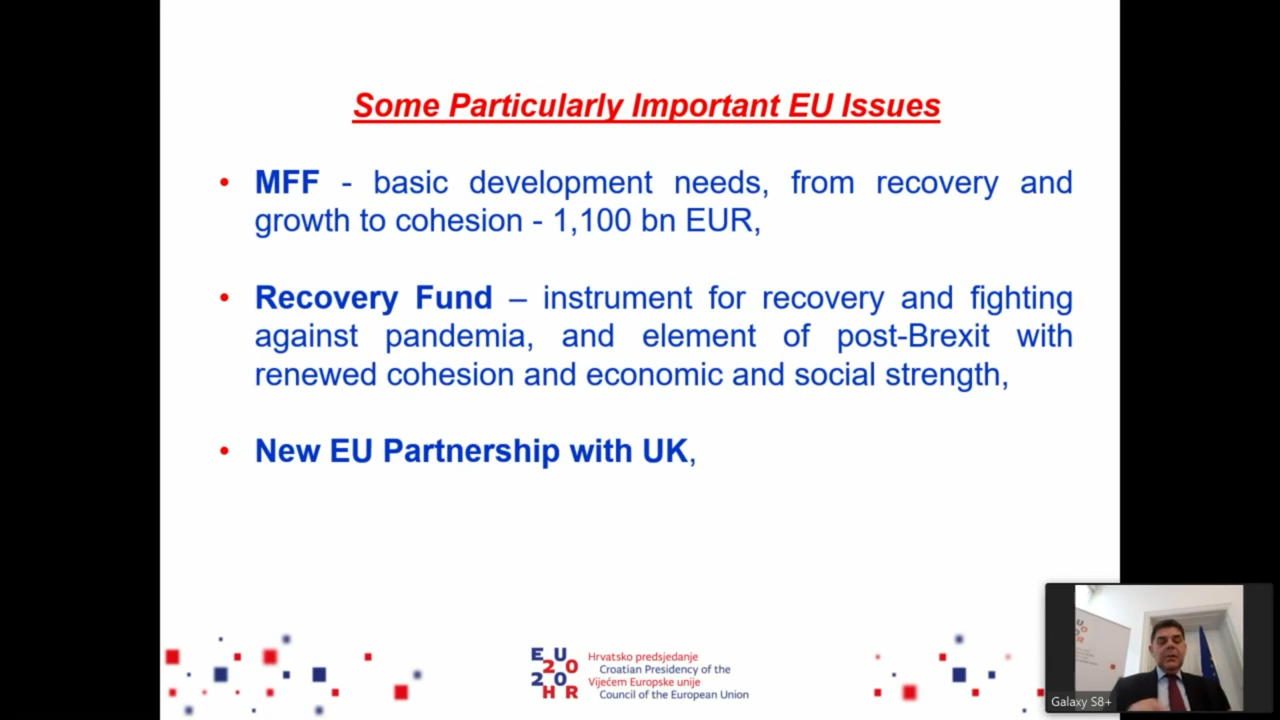 Some Particularly Important EU Issues
• MFF - basic development needs, from recovery and
growth to cohesion - 1,100 bn EUR,
• Recovery Fund – instrument for recovery and fighting
against pandemia, and element of post-Brexit with
renewed cohesion and economic and social strength,
• New EU Partnership with UK,
EU
20
20
HR
Hrvatsko predsjedanje
Croatian Presidency of the
Vijećem Europske unije
Council of the European Union
Galaxy S8+